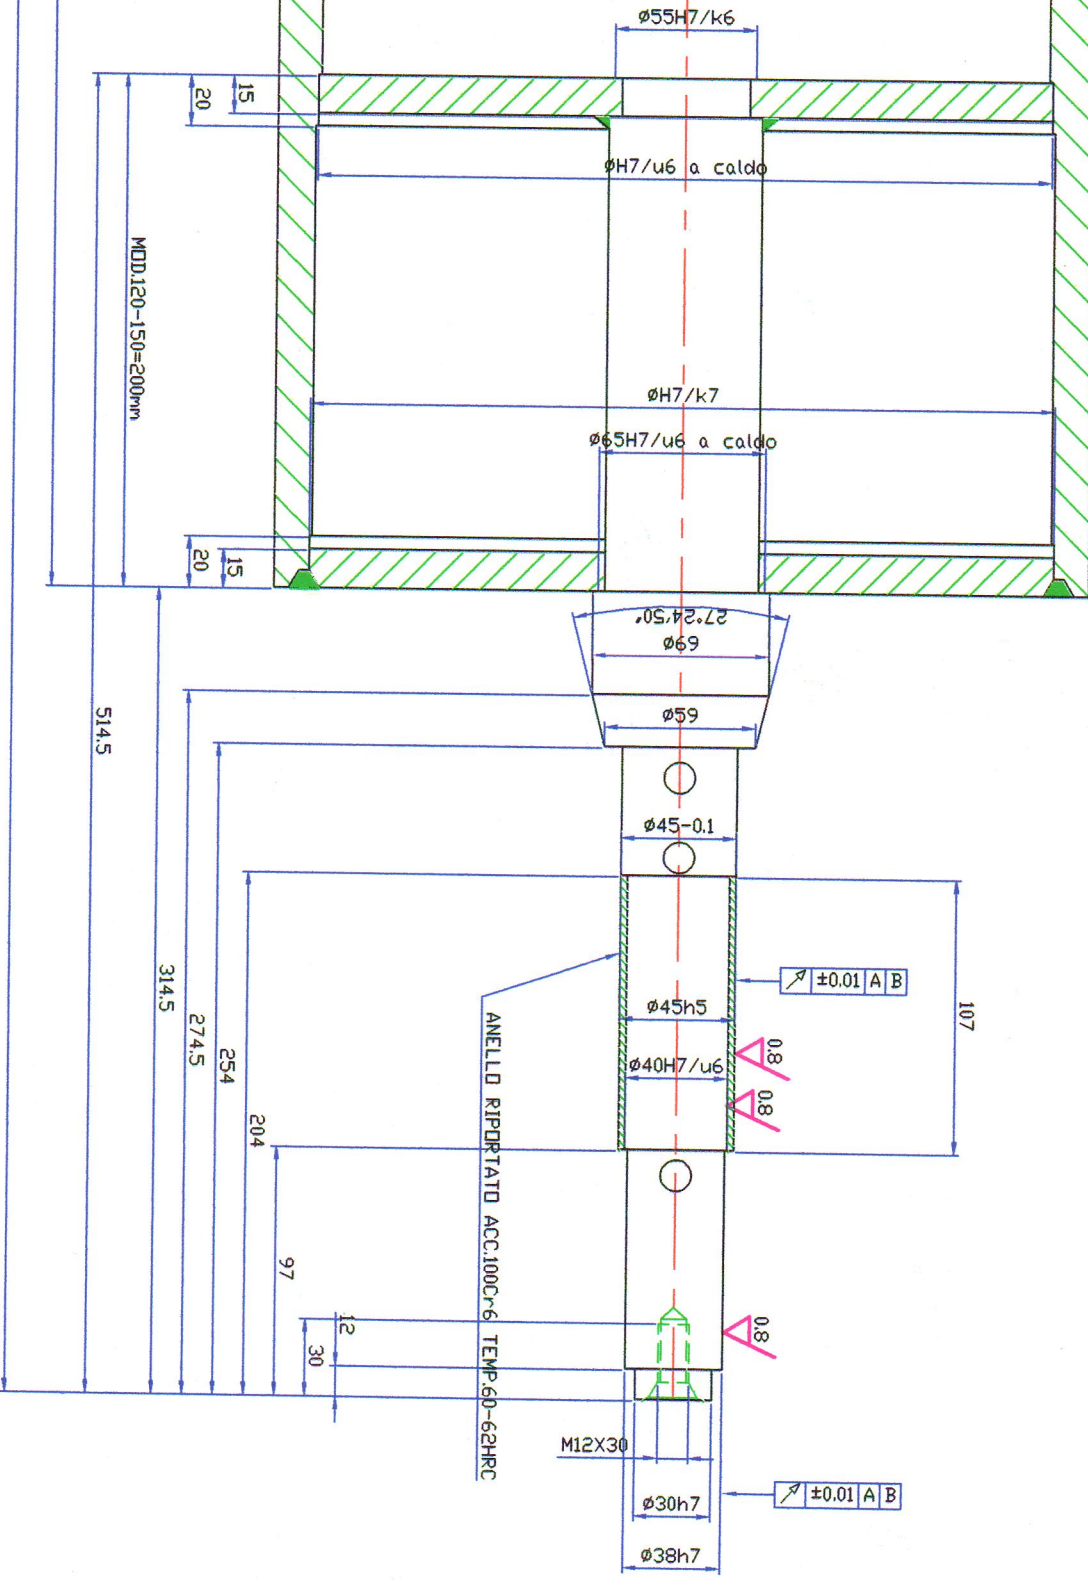 ø55H7/k6
15
20
øH7/u6 a caldo
MOD.120-150=200mm
øH7/k7
ø65H7/u6 a caldo
20
15
27°24'50"
ø69
ø59
514.5
ø45-0.1
314.5
274.5
254
204
107
±0.01 A B
ø45h5
0.8
ø40H7/u6
0.8
ANELLO RIPORTATO ACC.100Cr6 TEMP.60-62HRC
97
12
30
0.8
M12X30
±0.01 A B
ø30h7
ø38h7